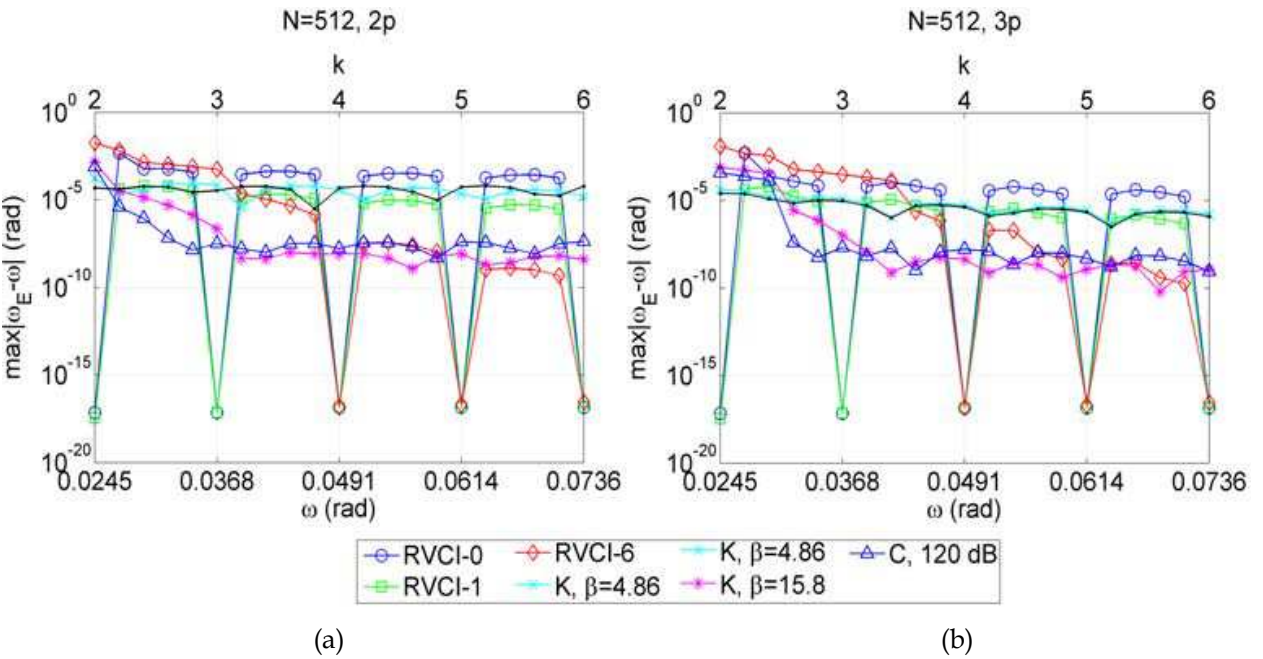 N=512, 2p
k
2 3 4 5 6
10^0
10^-5
10^-10
10^-15
10^-20
max|ω_E-ω| (rad)
0.0245 0.0368 0.0491 0.0614 0.0736
ω (rad)
N=512, 3p
k
2 3 4 5 6
10^0
10^-5
10^-10
10^-15
10^-20
max|ω_E-ω| (rad)
0.0245 0.0368 0.0491 0.0614 0.0736
ω (rad)
RVCI-0 RVCI-6 K, β=4.86 C, 120 dB
RVCI-1 K, β=4.86 K, β=15.8
(a) (b)